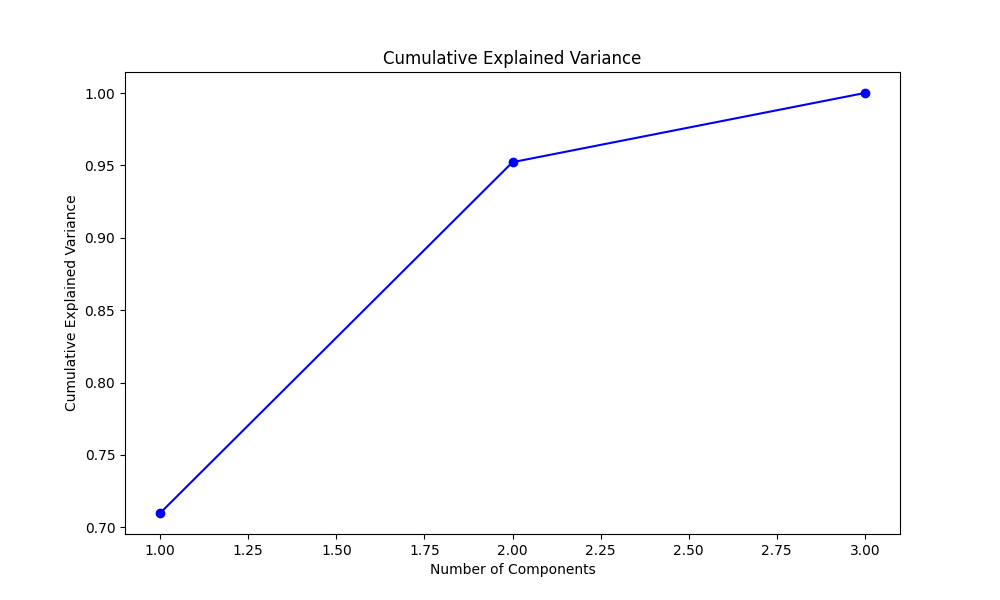 Cumulative Explained Variance
Cumulative Explained Variance
1.00
0.95
0.90
0.85
0.80
0.75
0.70
1.00 1.25 1.50 1.75 2.00 2.25 2.50 2.75 3.00
Number of Components